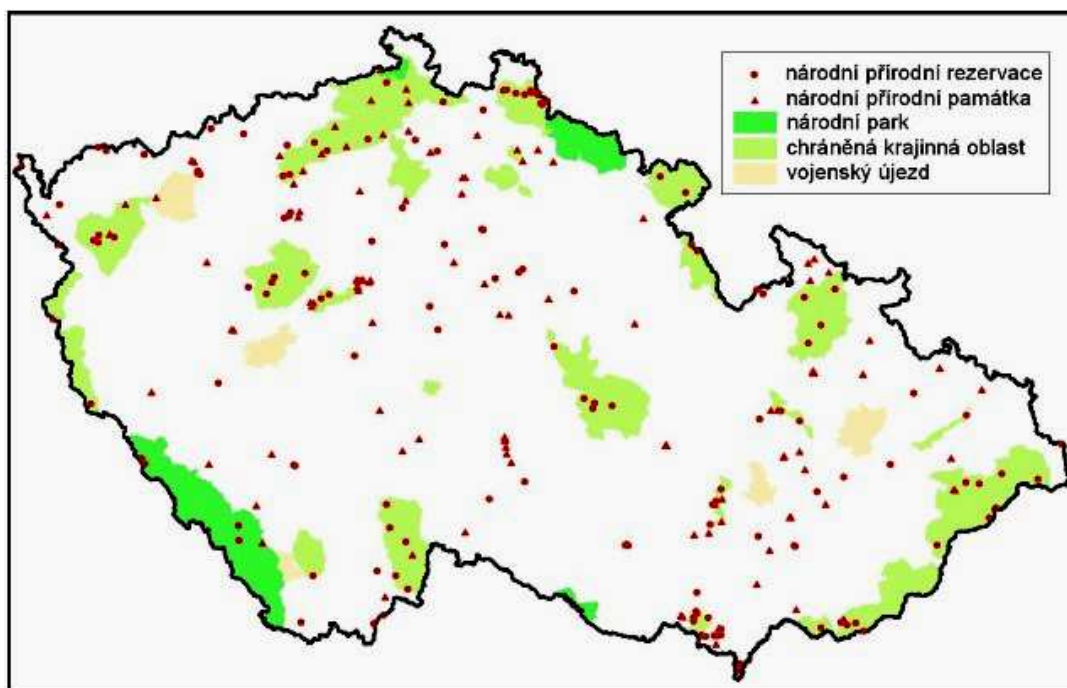 národní přírodní rezervace
národní přírodní památka
národní park
chráněná krajinná oblast
vojenský újezd